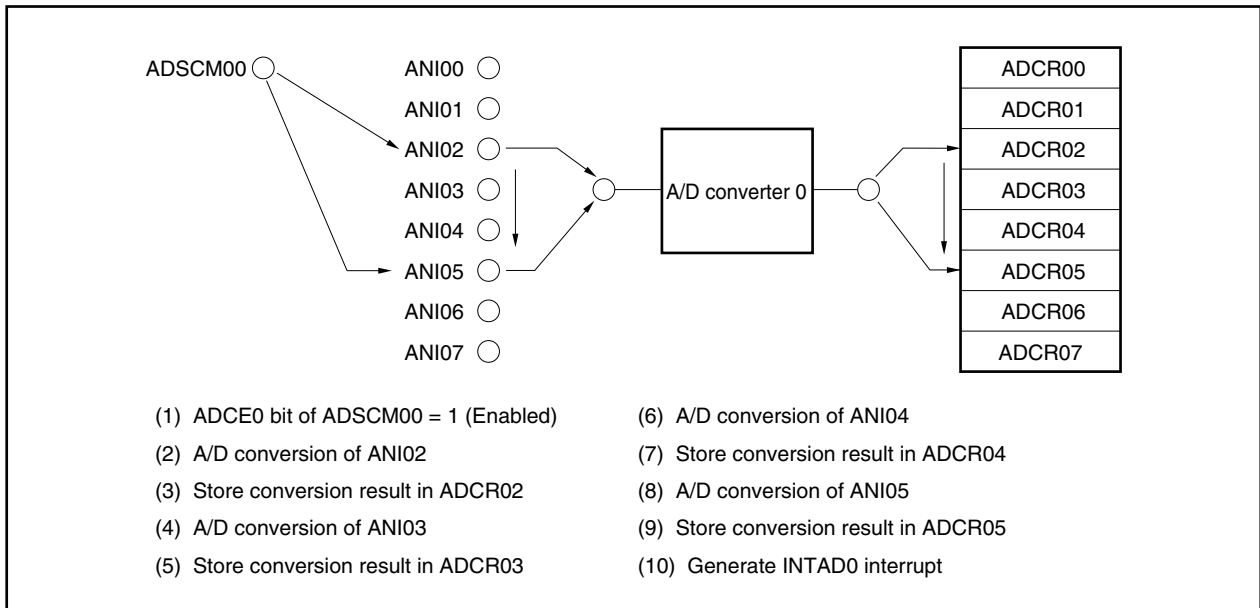 ADSCM00
ANI00
ANI01
ANI02
ANI03
ANI04
ANI05
ANI06
ANI07
A/D converter 0
ADCR00
ADCR01
ADCR02
ADCR03
ADCR04
ADCR05
ADCR06
ADCR07
(1) ADCE0 bit of ADSCM00 = 1 (Enabled)
(2) A/D conversion of ANI02
(3) Store conversion result in ADCR02
(4) A/D conversion of ANI03
(5) Store conversion result in ADCR03
(6) A/D conversion of ANI04
(7) Store conversion result in ADCR04
(8) A/D conversion of ANI05
(9) Store conversion result in ADCR05
(10) Generate INTAD0 interrupt